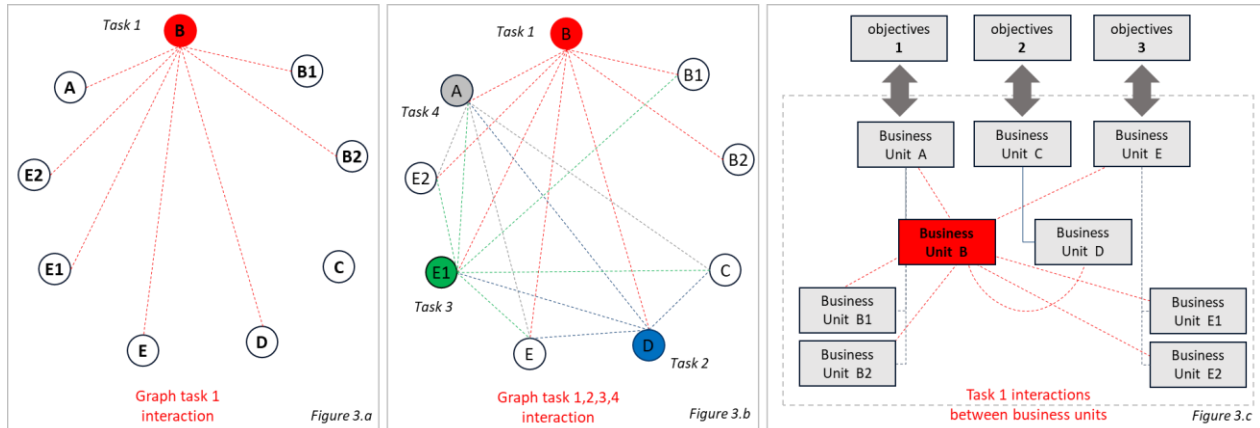 Task 1
B
A
B1
E2
B2
E1
C
E
D
Graph task 1
interaction
Figure 3.a
Task 1
B
B1
A
Task 4
B2
E2
E1
C
Task 3
E
D
Task 2
Graph task 1,2,3,4
interaction
Figure 3.b
objectives
1
objectives
2
objectives
3
Business
Unit A
Business
Unit C
Business
Unit E
Business
Unit B
Business
Unit D
Business
Unit B1
Business
Unit E1
Business
Unit B2
Business
Unit E2
Task 1 interactions
between business units
Figure 3.c